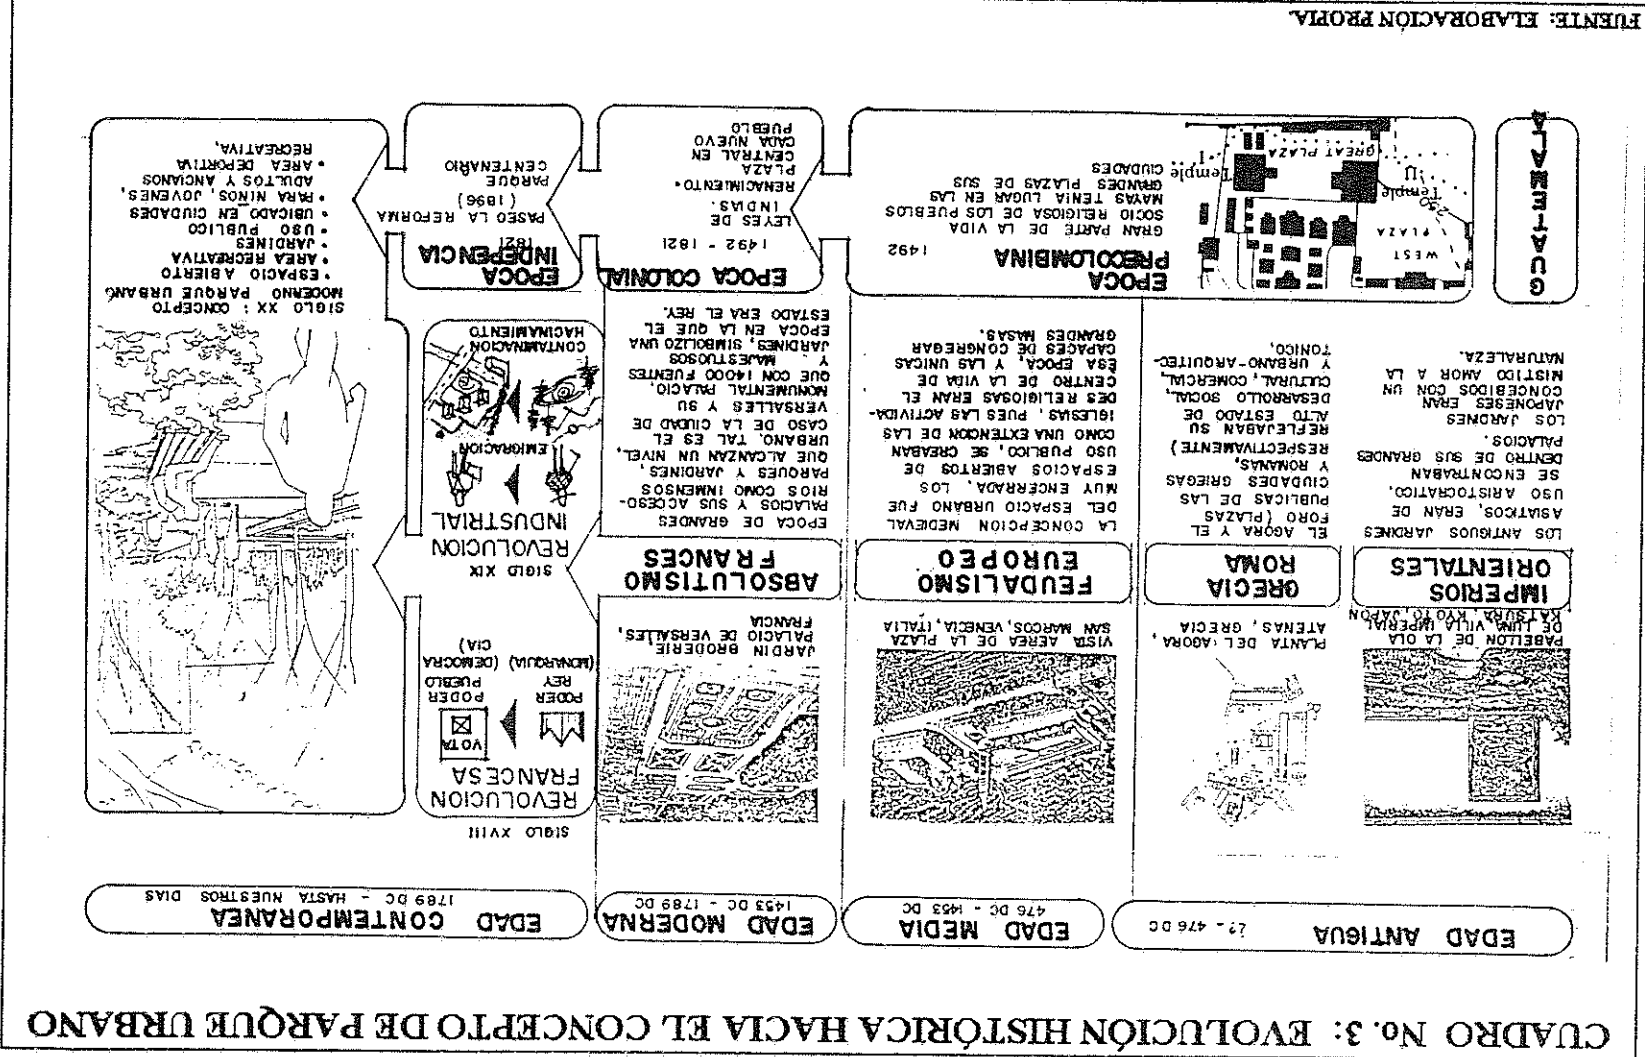 CUADRO No. 3: EVOLUCIÓN HISTÓRICA HACIA EL CONCEPTO DE PARQUE URBANO
EDAD ANTIGUA ¿? - 476 DC
EDAD MEDIA
476 DC - 1453 DC
EDAD MODERNA
1453 DC - 1789 DC
EDAD CONTEMPORANEA
1789 DC - HASTA NUESTROS DIAS
PABELLON DE LA OLA
DE LUNA, VILLA IMPERIAL
KATSURA, KYOTO, JAPON
IMPERIOS
ORIENTALES
LOS ANTIGUOS JARDINES
ASIATICOS, ERAN DE
USO ARISTOCRATICO,
SE ENCONTRABAN
DENTRO DE SUS GRANDES
PALACIOS.
LOS JARDINES
JAPONESES ERAN
CONCEBIDOS CON UN
MISTICO AMOR A LA
NATURALEZA.
PLANTA DEL AGORA,
ATENAS, GRECIA
GRECIA
ROMA
EL AGORA Y EL
FORO (PLAZAS
PUBLICAS DE LAS
CIUDADES GRIEGAS
Y ROMANAS,
RESPECTIVAMENTE)
REFLEJABAN SU
ALTO ESTADO DE
DESARROLLO SOCIAL,
CULTURAL, COMERCIAL,
Y URBANO-ARQUITEC-
TONICO.
VISTA AEREA DE LA PLAZA
SAN MARCOS, VENECIA, ITALIA
FEUDALISMO
EUROPEO
LA CONCEPCION MEDIEVAL
DEL ESPACIO URBANO FUE
MUY ENCERRADA, LOS
ESPACIOS ABIERTOS DE
USO PUBLICO, SE CREABAN
COMO UNA EXTENCION DE LAS
IGLESIAS, PUES LAS ACTIVIDA-
DES RELIGIOSAS ERAN EL
CENTRO DE LA VIDA DE
ESA EPOCA, Y LAS UNICAS
CAPACES DE CONGREGAR
GRANDES MASAS.
JARDIN BRODERIE
PALACIO DE VERSALLES,
FRANCIA
ABSOLUTISMO
FRANCES
EPOCA DE GRANDES
PALACIOS Y SUS ACCESO-
RIOS COMO INMENSOS
PARQUES Y JARDINES,
QUE ALCANZAN UN NIVEL,
URBANO. TAL ES EL
CASO DE LA CIUDAD DE
VERSALLES Y SU
MONUMENTAL PALACIO,
QUE CON 14000 FUENTES
Y MAJESTUOSOS
JARDINES, SIMBOLIZO UNA
EPOCA EN LA QUE EL
ESTADO ERA EL REY.
SIGLO XVIII
REVOLUCION
FRANCESA
VOTA
PODER
REY
(MONARQUIA)
PODER
PUEBLO
(DEMOCRA
CIA)
SIGLO XIX
REVOLUCION
INDUSTRIAL
EMIGRACION
CONTAMINACION
HACINAMIENTO
SIGLO XX : CONCEPTO
MODERNO PARQUE URBANO
• ESPACIO ABIERTO
• AREA RECREATIVA
• JARDINES
• USO PUBLICO
• UBICADO EN CIUDADES
• PARA NINOS, JOVENES,
ADULTOS Y ANCIANOS
• AREA DEPORTIVA
RECREATIVA.
WEST
PLAZA
Temple
II
GREAT PLAZA
Temple
I
EPOCA
PRECOLOMBINA 1492
GRAN PARTE DE LA VIDA
SOCIO RELIGIOSA DE LOS PUEBLOS
MAYAS TENIA LUGAR EN LAS
GRANDES PLAZAS DE SUS
CIUDADES
EPOCA COLONIAL
1492 - 1821
LEYES DE
INDIAS.
RENACIMIENTO.
PLAZA
CENTRAL EN
CADA NUEVO
PUEBLO
EPOCA
INDEPENCIA
1821
PASEO LA REFORMA
(1896)
PARQUE
CENTENARIO
FUENTE: ELABORACIÓN PROPIA.